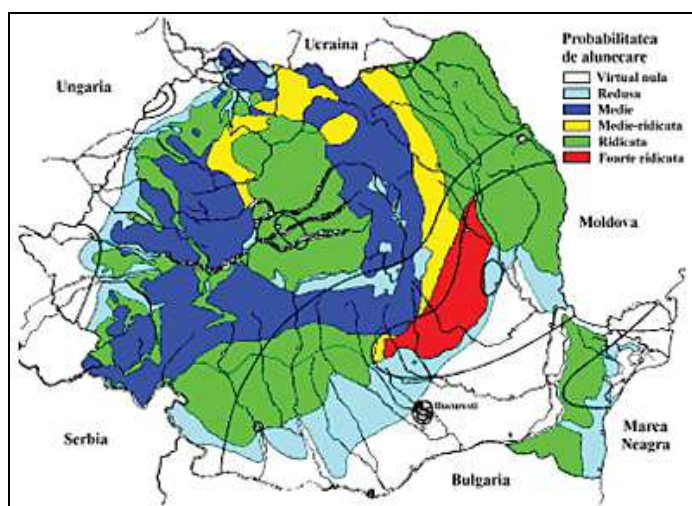 Ucraina
Ungaria
Probabilitatea
de alunecare
Virtual nula
Redusa
Medie
Medie-ridicata
Ridicata
Foarte ridicata
Moldova
Bucuresti
Serbia
Marea
Neagra
Bulgaria